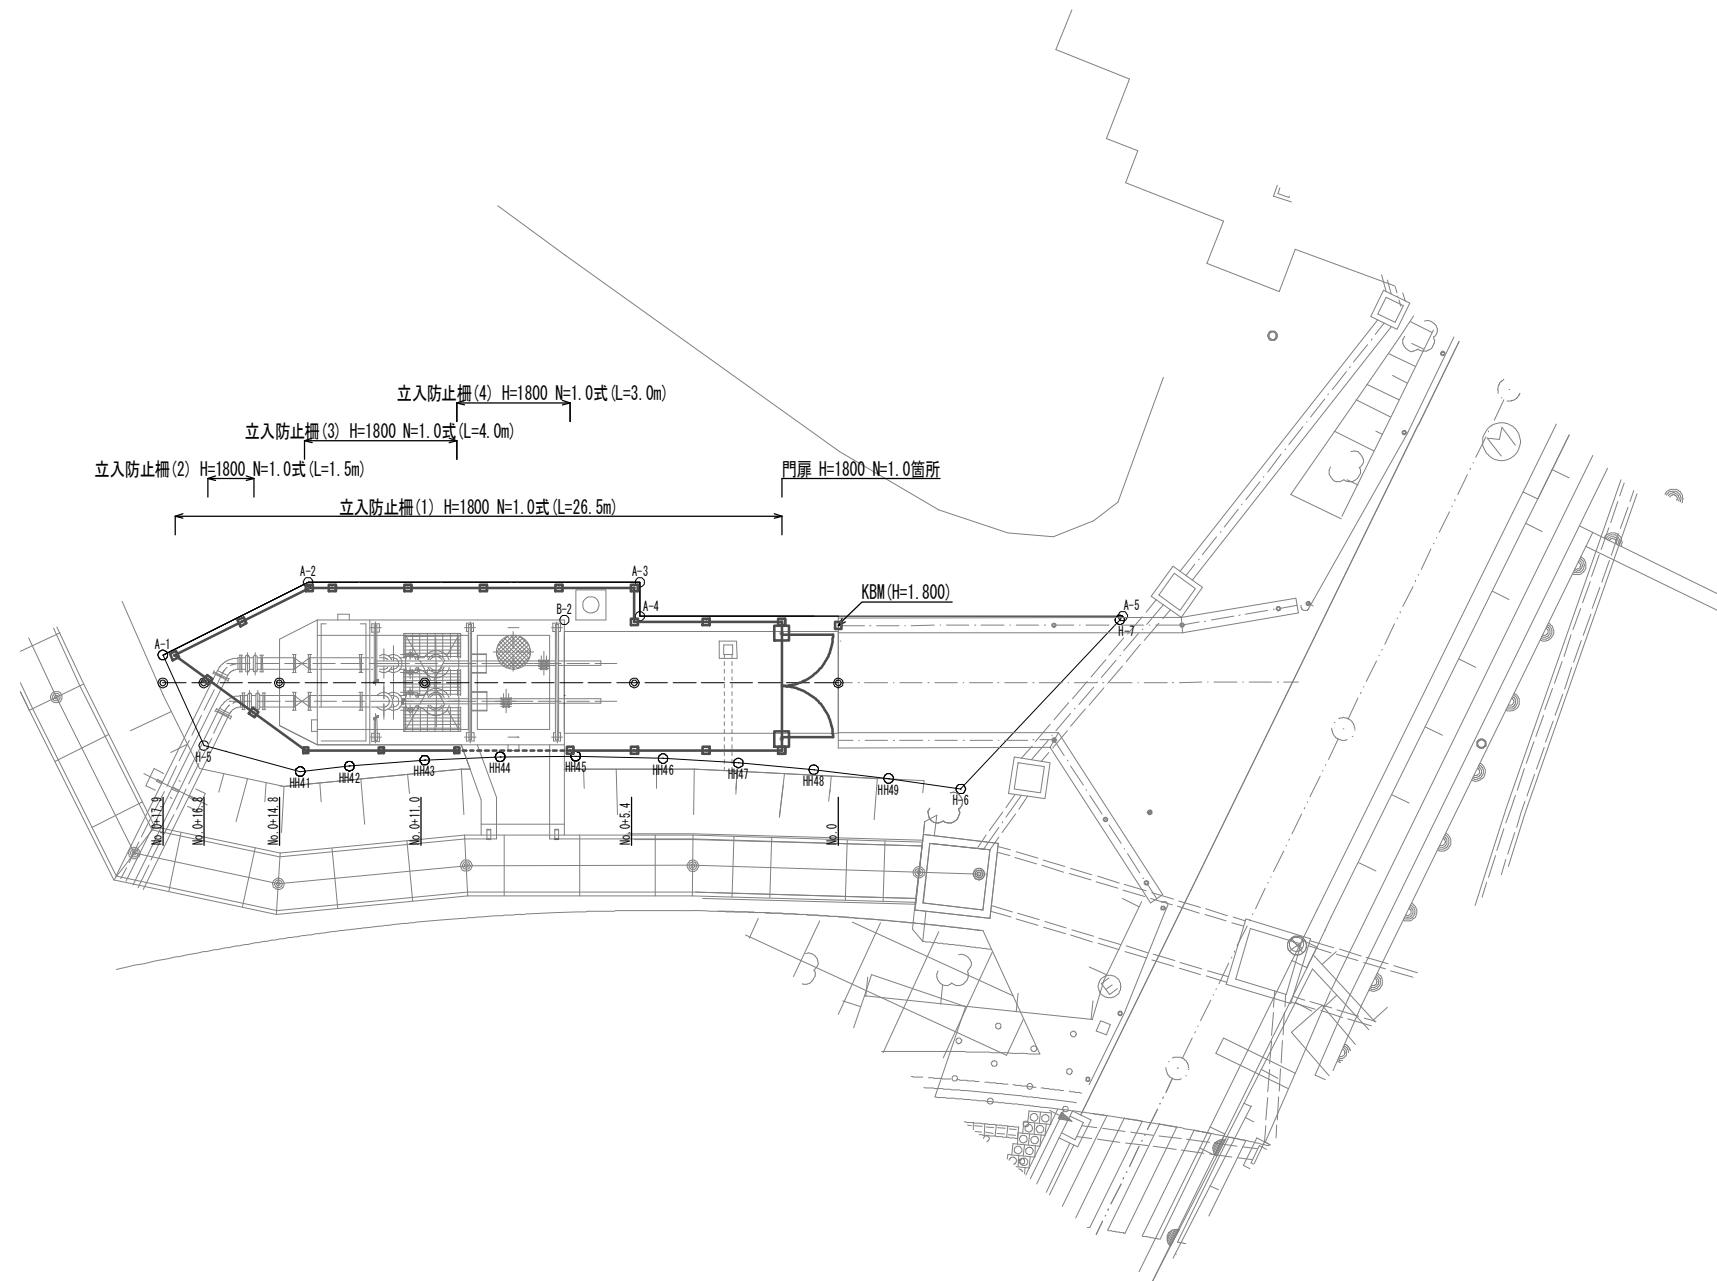 立入防止柵(4) H=1800 N=1.0式(L=3.0m)
立入防止柵(3) H=1800 N=1.0式(L=4.0m)
立入防止柵(2) H=1800 N=1.0式(L=1.5m)
門扉 H=1800 N=1.0箇所
立入防止柵(1) H=1800 N=1.0式(L=26.5m)
A-2
A-3
KBM(H=1.800)
B-2
A-4
A-5
H-7
A-1
H-5
HH41
HH42
HH43
HH44
HH45
HH46
HH47
HH48
HH49
H-6
No.0+17.9
No.0+16.8
No.0+14.8
No.0+11.0
No.0+5.4
No.0
M
E